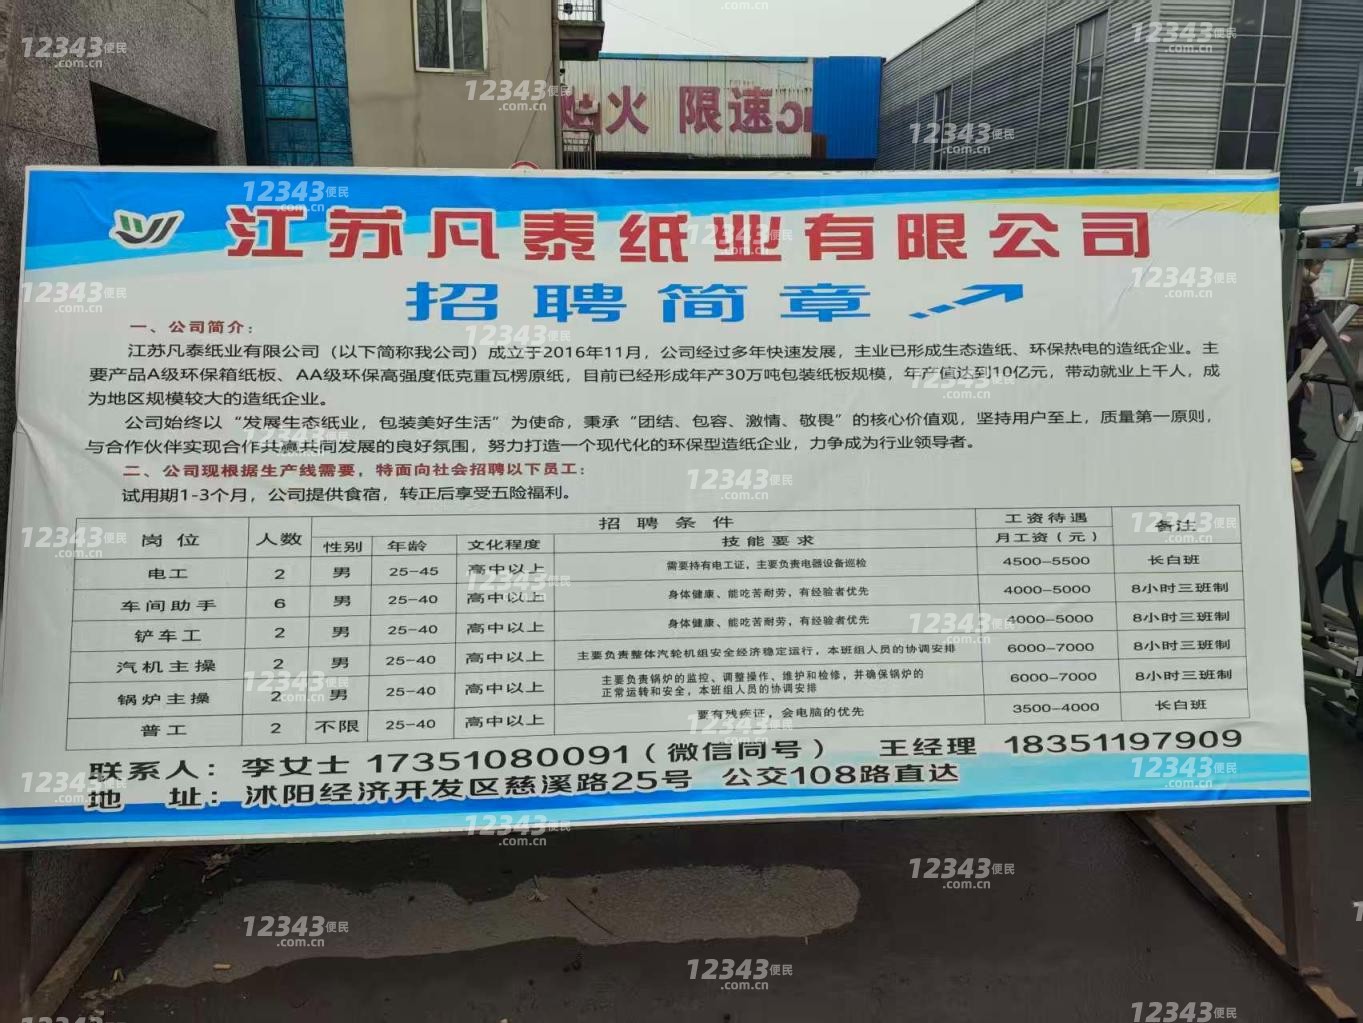 烟火 限速
江苏凡泰纸业有限公司
招聘简章
一、公司简介：
江苏凡泰纸业有限公司（以下简称我公司）成立于2016年11月，公司经过多年快速发展，主业已形成生态造纸、环保热电的造纸企业。主
要产品A级环保箱纸板、AA级环保高强度低克重瓦楞原纸，目前已经形成年产30万吨包装纸板规模，年产值达到10亿元，带动就业上千人，成
为地区规模较大的造纸企业。
公司始终以“发展生态纸业，包装美好生活”为使命，秉承“团结、包容、激情、敬畏”的核心价值观，坚持用户至上，质量第一原则，
与合作伙伴实现合作共赢共同发展的良好氛围，努力打造一个现代化的环保型造纸企业，力争成为行业领导者。
二、公司现根据生产线需要，特面向社会招聘以下员工：
试用期1-3个月，公司提供食宿，转正后享受五险福利。
岗位 人数 招聘条件 工资待遇 备注
性别 年龄 文化程度 技能要求 月工资（元）
电工 2 男 25-45 高中以上 需要持有电工证，主要负责电器设备巡检 4500-5500 长白班
车间助手 6 男 25-40 高中以上 身体健康、能吃苦耐劳，有经验者优先 4000-5000 8小时三班制
铲车工 2 男 25-40 高中以上 身体健康、能吃苦耐劳，有经验者优先 4000-5000 8小时三班制
汽机主操 2 男 25-40 高中以上 主要负责整体汽轮机组安全经济稳定运行，本班组人员的协调安排 6000-7000 8小时三班制
锅炉主操 2 男 25-40 高中以上 主要负责锅炉的监控、调整操作、维护和检修，并确保锅炉的
正常运转和安全，本班组人员的协调安排 6000-7000 8小时三班制
普工 2 不限 25-40 高中以上 要有残疾证，会电脑的优先 3500-4000 长白班
联系人：李女士 17351080091（微信同号） 王经理 18351197909
地 址：沭阳经济开发区慈溪路25号 公交108路直达
12343便民
.com.cn